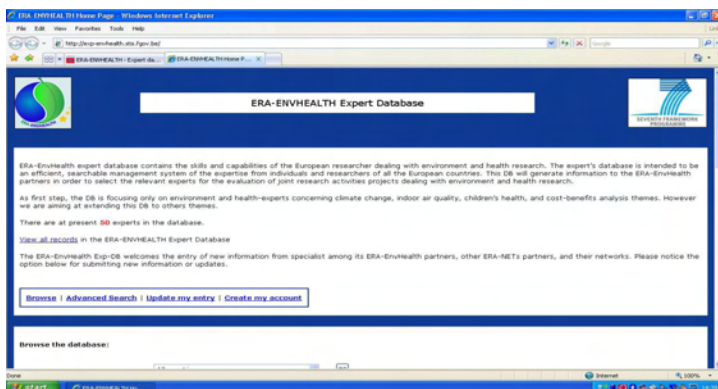 ERA-ENVHEALTH Home Page - Windows Internet Explorer
File Edit View Favorites Tools Help
Google
ERA-ENVHEALTH - Expert da... ERA-ENVHEALTH Home P... X
ERA-ENVHEALTH Expert Database
SEVENTH FRAMEWORK
PROGRAMME
ERA-EnvHealth expert database contains the skills and capabilities of the European researcher dealing with environment and health research. The expert's database is intended to be
an efficient, searchable management system of the expertise from individuals and researchers of all the European countries. This DB will generate information to the ERA-EnvHealth
partners in order to select the relevant experts for the evaluation of joint research activities projects dealing with environment and health research.
As first step, the DB is focusing only on environment and health-experts concerning climate change, indoor air quality, children's health, and cost-benefits analysis themes. However
we are aiming at extending this DB to others themes.
There are at present 50 experts in the database.
View all records in the ERA-ENVHEALTH Expert Database
The ERA-EnvHealth Exp-DB welcomes the entry of new information from specialist among its ERA-EnvHealth partners, other ERA-NETs partners, and their networks. Please notice the
option below for submitting new information or updates.
Browse | Advanced Search | Update my entry | Create my account
Browse the database:
Done Internet 100%
start